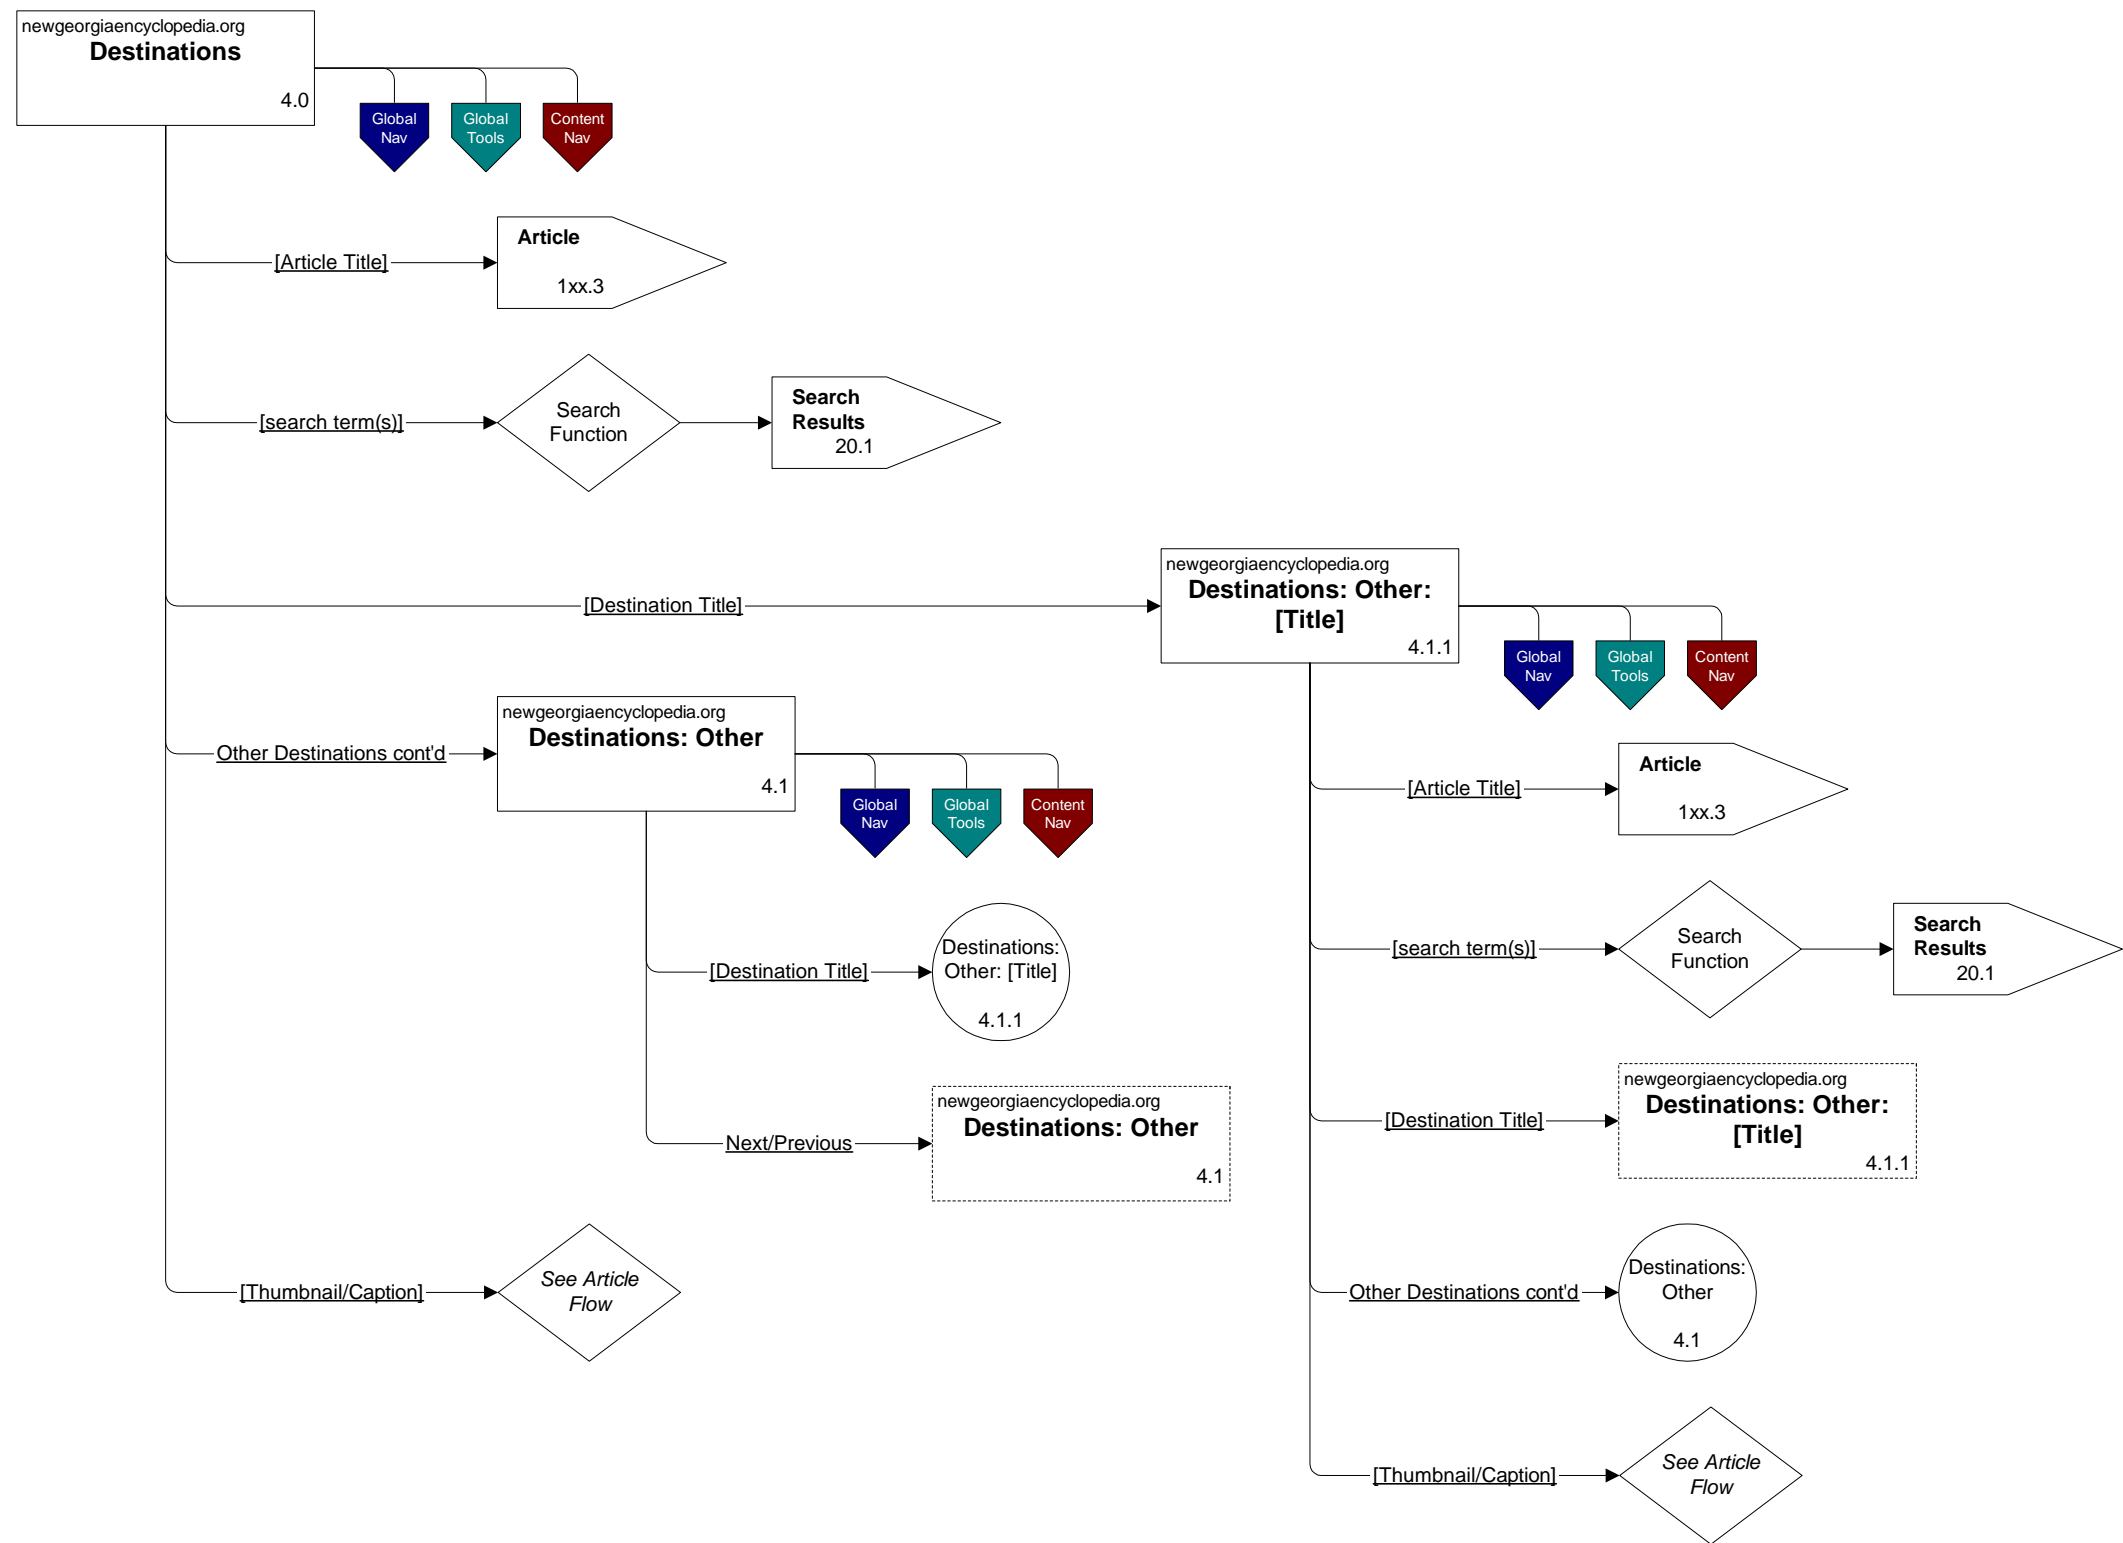 newgeorgiaencyclopedia.org
Destinations
4.0
Global
Nav
Global
Tools
Content
Nav
[Article Title]
Article
1xx.3
[search term(s)]
Search
Function
Search
Results
20.1
[Destination Title]
newgeorgiaencyclopedia.org
Destinations: Other:
[Title]
4.1.1
Global
Nav
Global
Tools
Content
Nav
Other Destinations cont'd
newgeorgiaencyclopedia.org
Destinations: Other
4.1
Global
Nav
Global
Tools
Content
Nav
[Destination Title]
Destinations:
Other: [Title]
4.1.1
Next/Previous
newgeorgiaencyclopedia.org
Destinations: Other
4.1
[Thumbnail/Caption]
See Article
Flow
[Article Title]
Article
1xx.3
[search term(s)]
Search
Function
Search
Results
20.1
[Destination Title]
newgeorgiaencyclopedia.org
Destinations: Other:
[Title]
4.1.1
Other Destinations cont'd
Destinations:
Other
4.1
[Thumbnail/Caption]
See Article
Flow